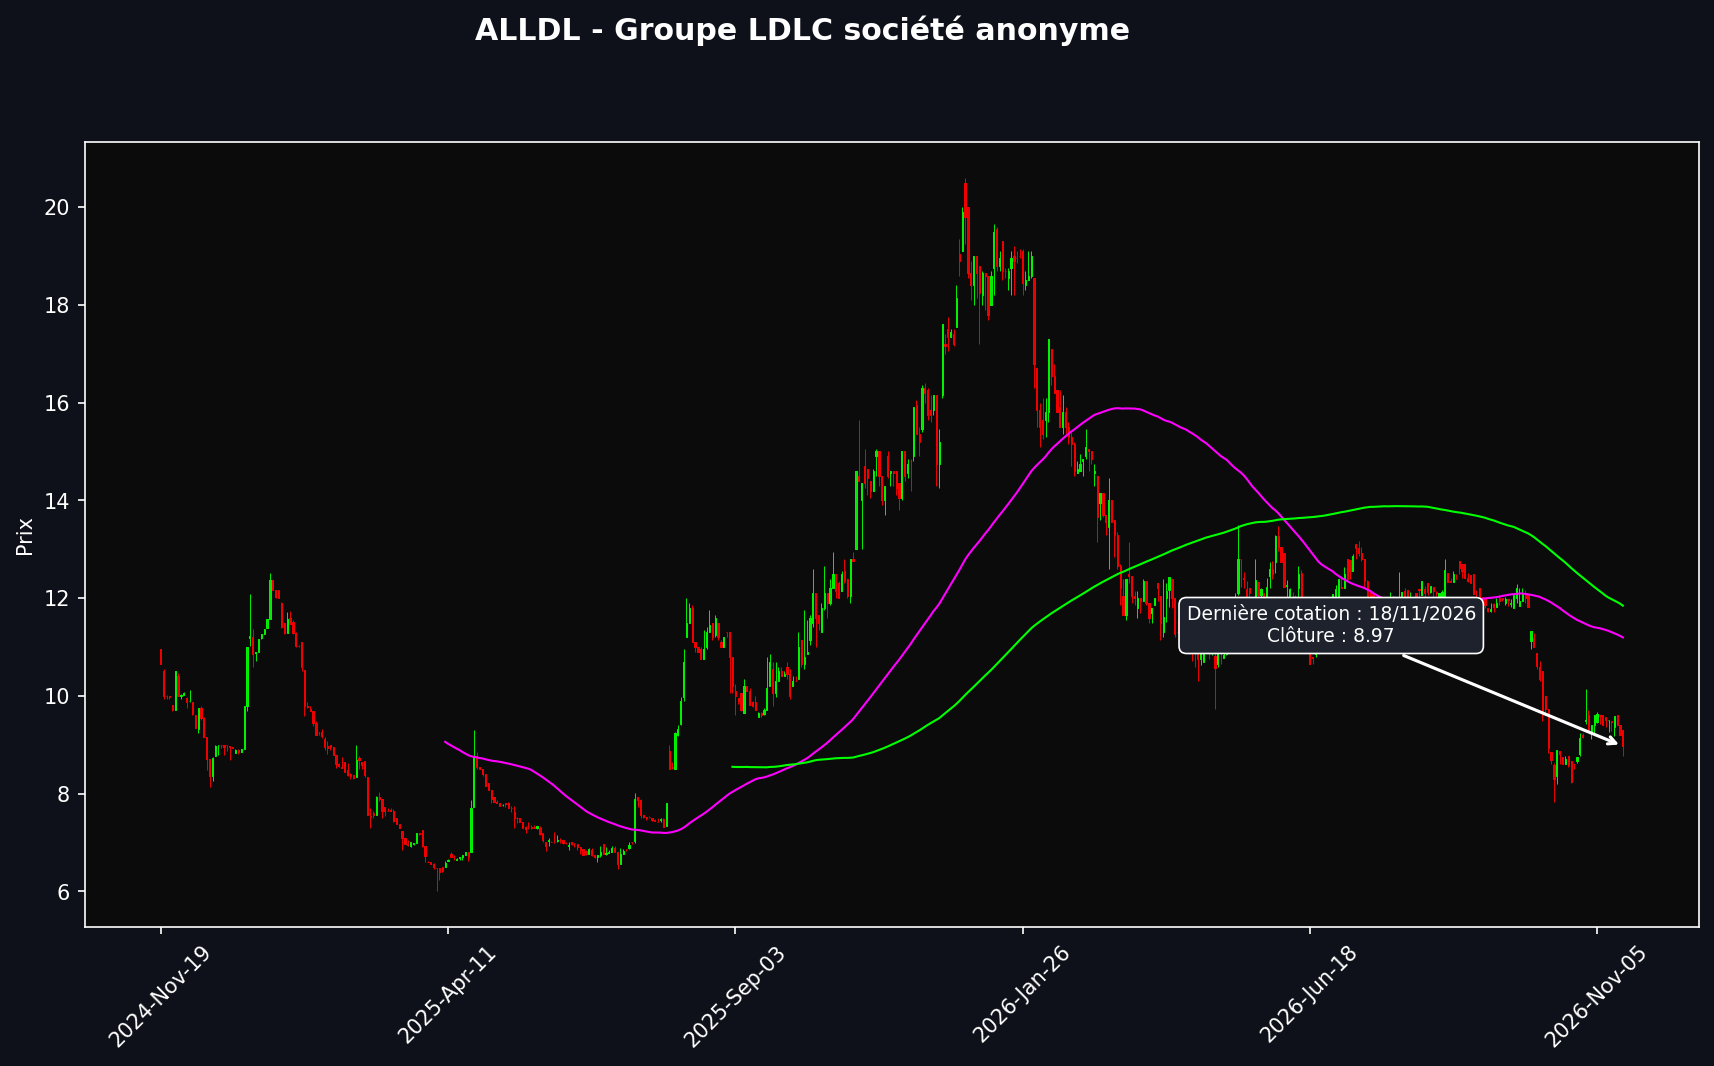 ALLDL - Groupe LDLC société anonyme
Prix
20
18
16
14
12
10
8
6
Dernière cotation : 18/11/2026
Clôture : 8.97
2024-Nov-19
2025-Apr-11
2025-Sep-03
2026-Jan-26
2026-Jun-18
2026-Nov-05